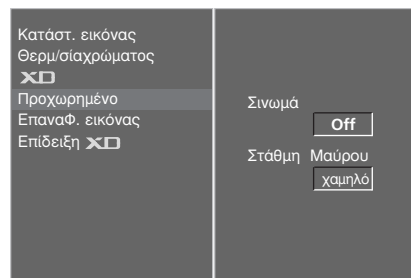 Κατάστ. εικόνας
Θερμ/σίαχρώματος
XD
Προχωρημένο
ΕπαναΦ. εικόνας
Επίδειξη XD
Σινωμά
Off
Στάθμη Μαύρου
χαμηλό